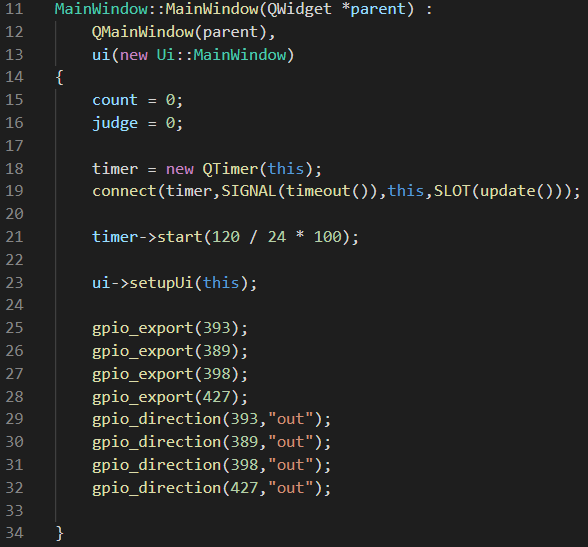 11 MainWindow::MainWindow(QWidget *parent) :
12     QMainWindow(parent),
13     ui(new Ui::MainWindow)
14 {
15     count = 0;
16     judge = 0;
17
18     timer = new QTimer(this);
19     connect(timer,SIGNAL(timeout()),this,SLOT(update()));
20
21     timer->start(120 / 24 * 100);
22
23     ui->setupUi(this);
24
25     gpio_export(393);
26     gpio_export(389);
27     gpio_export(398);
28     gpio_export(427);
29     gpio_direction(393,"out");
30     gpio_direction(389,"out");
31     gpio_direction(398,"out");
32     gpio_direction(427,"out");
33
34 }